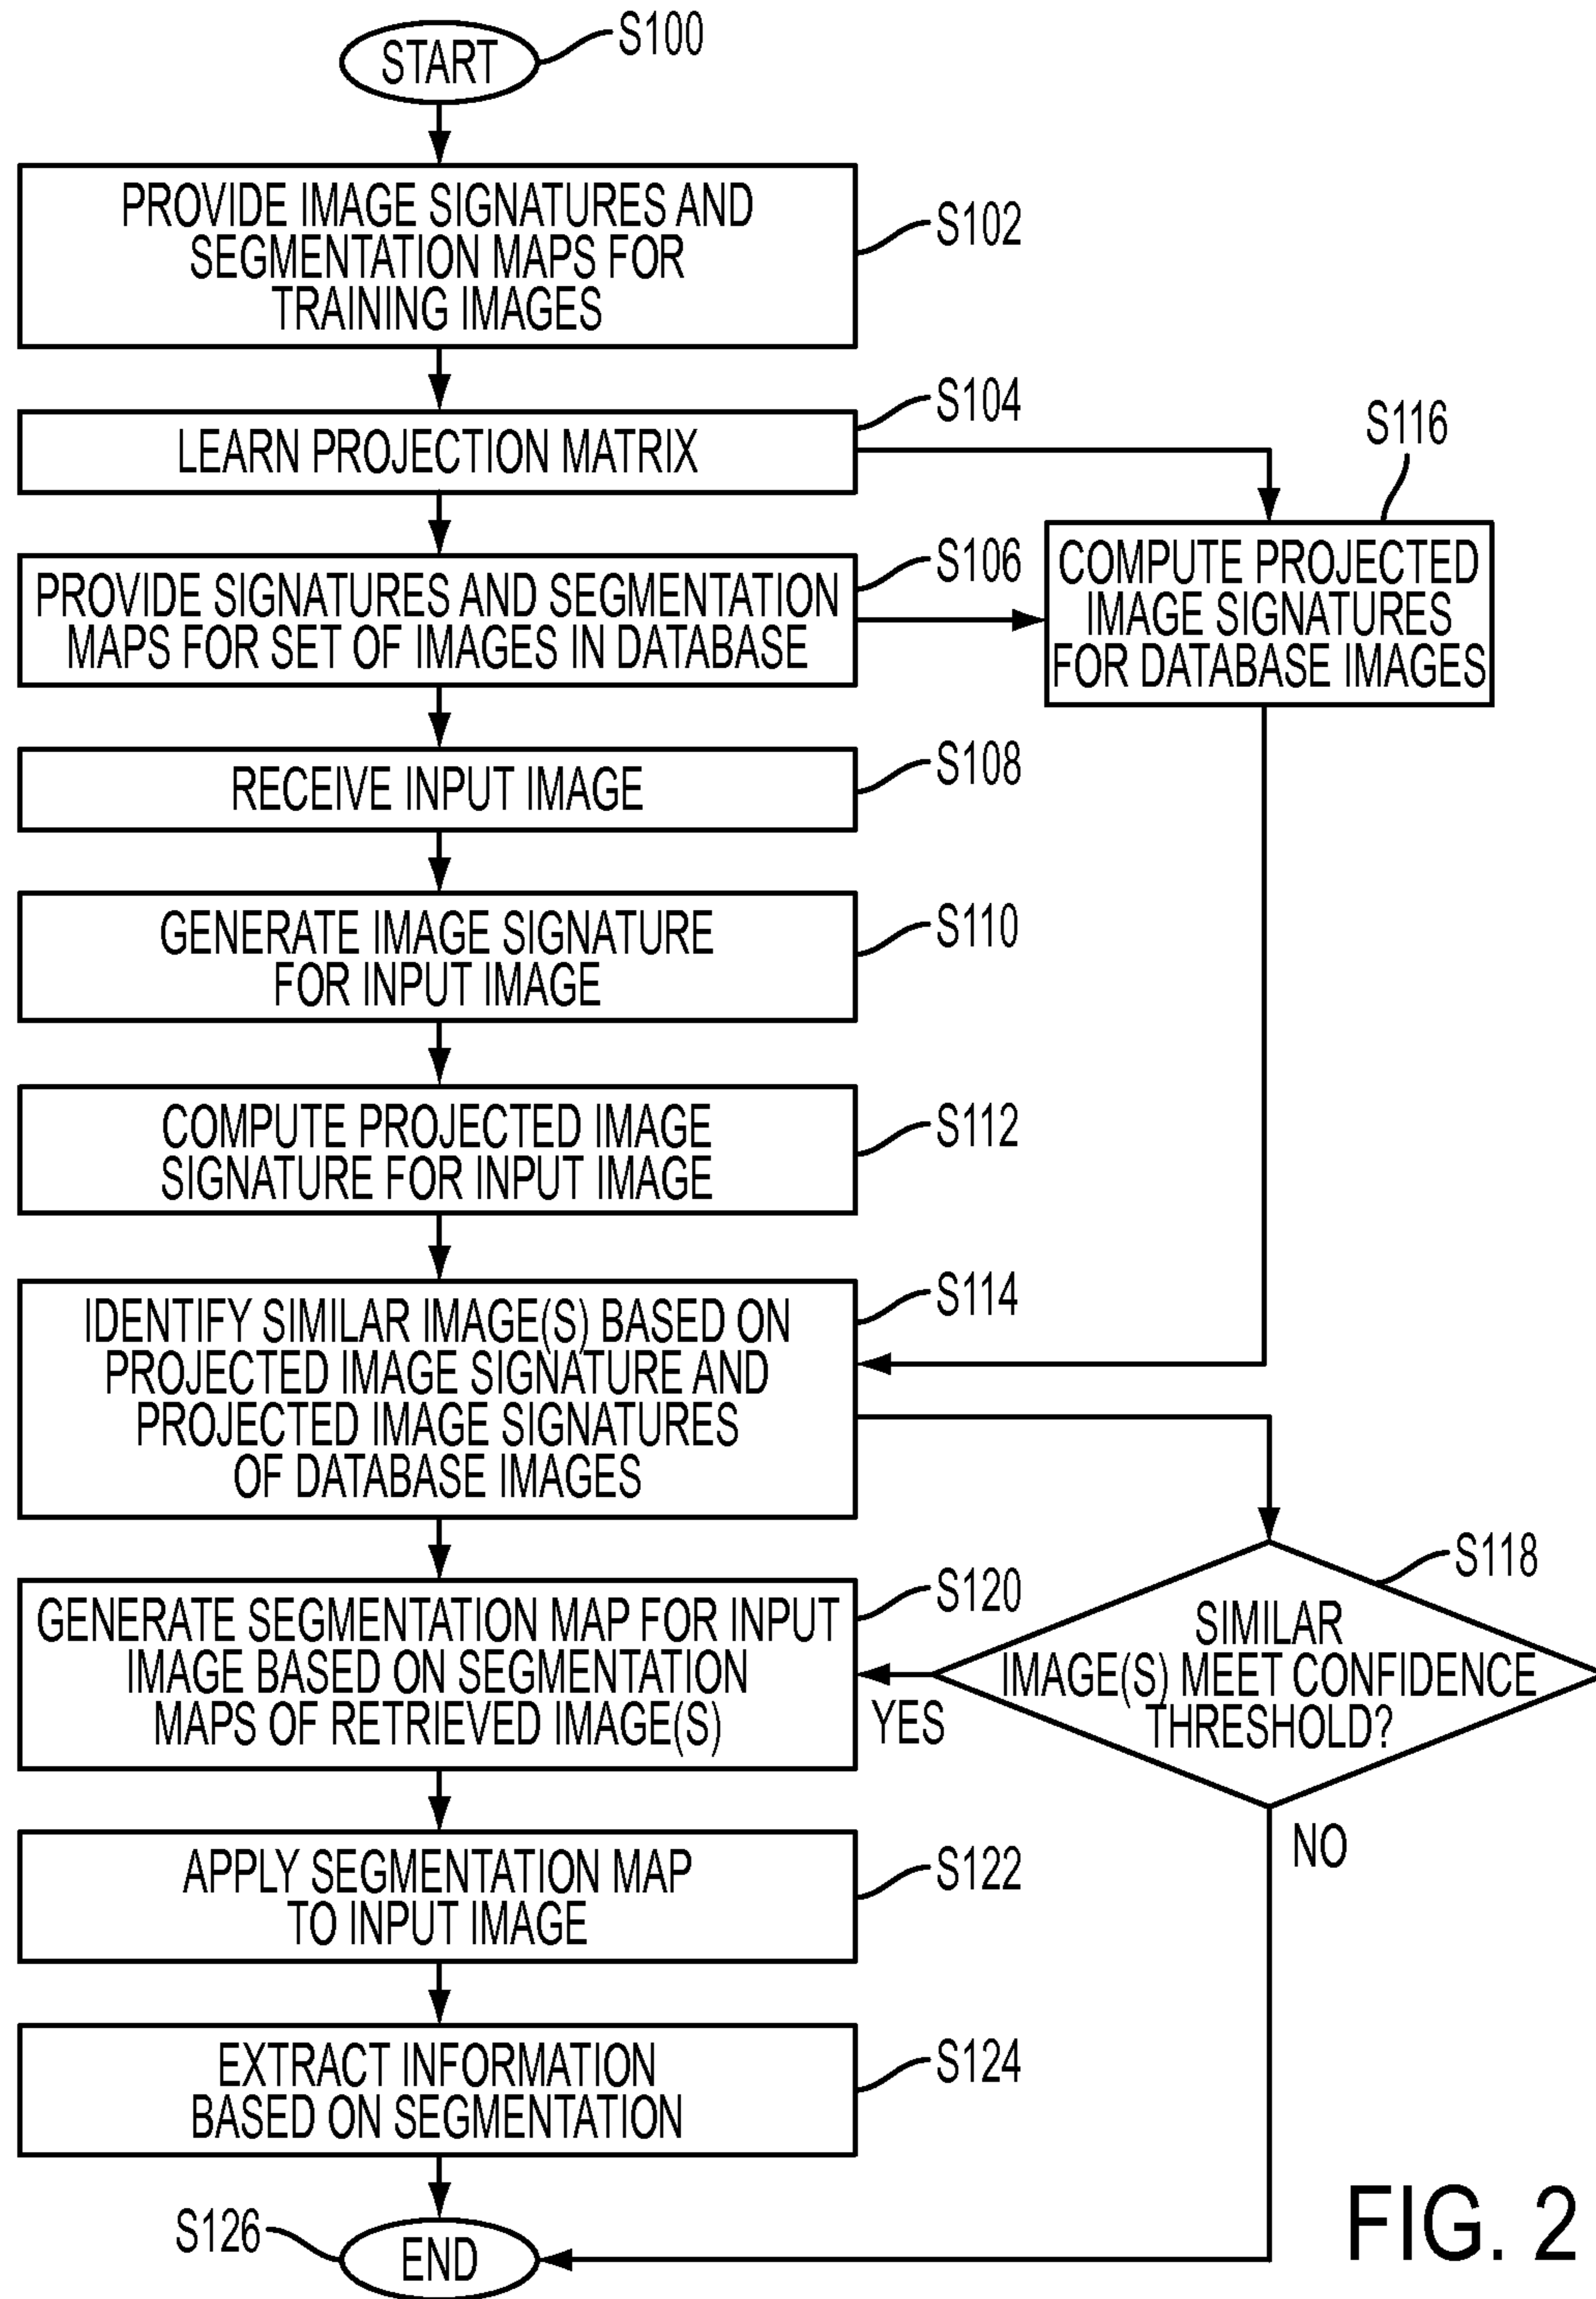 START
S100
PROVIDE IMAGE SIGNATURES AND
SEGMENTATION MAPS FOR
TRAINING IMAGES
S102
LEARN PROJECTION MATRIX
S104
PROVIDE SIGNATURES AND SEGMENTATION
MAPS FOR SET OF IMAGES IN DATABASE
S106
COMPUTE PROJECTED
IMAGE SIGNATURES
FOR DATABASE IMAGES
S116
RECEIVE INPUT IMAGE
S108
GENERATE IMAGE SIGNATURE
FOR INPUT IMAGE
S110
COMPUTE PROJECTED IMAGE
SIGNATURE FOR INPUT IMAGE
S112
IDENTIFY SIMILAR IMAGE(S) BASED ON
PROJECTED IMAGE SIGNATURE AND
PROJECTED IMAGE SIGNATURES
OF DATABASE IMAGES
S114
SIMILAR
IMAGE(S) MEET CONFIDENCE
THRESHOLD?
S118
YES
NO
GENERATE SEGMENTATION MAP FOR INPUT
IMAGE BASED ON SEGMENTATION
MAPS OF RETRIEVED IMAGE(S)
S120
APPLY SEGMENTATION MAP
TO INPUT IMAGE
S122
EXTRACT INFORMATION
BASED ON SEGMENTATION
S124
END
S126
FIG. 2